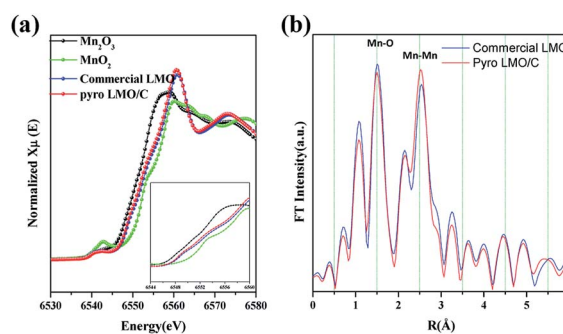 (a)
Mn2O3
MnO2
Commercial LMO
pyro LMO/C
Normalized Xμ (E)
6544 6548 6552 6556 6560
6530 6540 6550 6560 6570 6580
Energy(eV)
(b)
Mn-O
Mn-Mn
Commercial LMO
Pyro LMO/C
FT Intensity(a.u.)
0 1 2 3 4 5
R(Å)